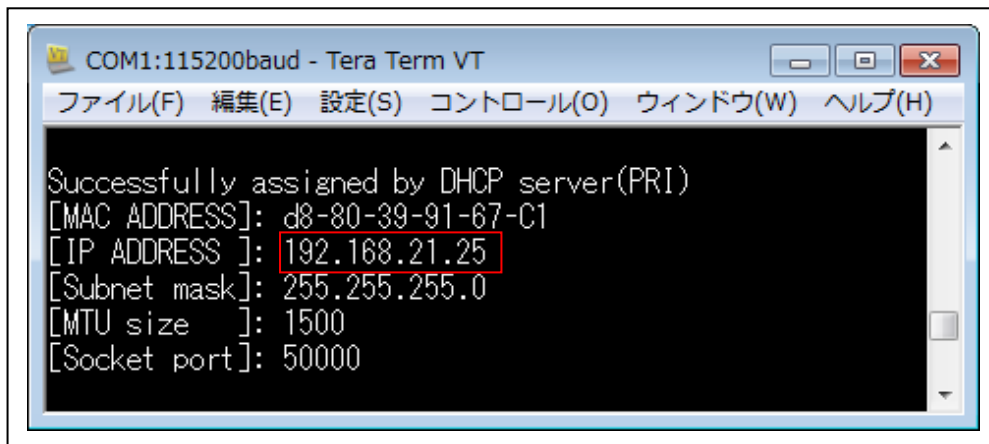 COM1:115200baud - Tera Term VT
ファイル(F) 編集(E) 設定(S) コントロール(O) ウィンドウ(W) ヘルプ(H)
Successfully assigned by DHCP server(PRI)
[MAC ADDRESS]: d8-80-39-91-67-C1
[IP ADDRESS ]: 192.168.21.25
[Subnet mask]: 255.255.255.0
[MTU size   ]: 1500
[Socket port]: 50000